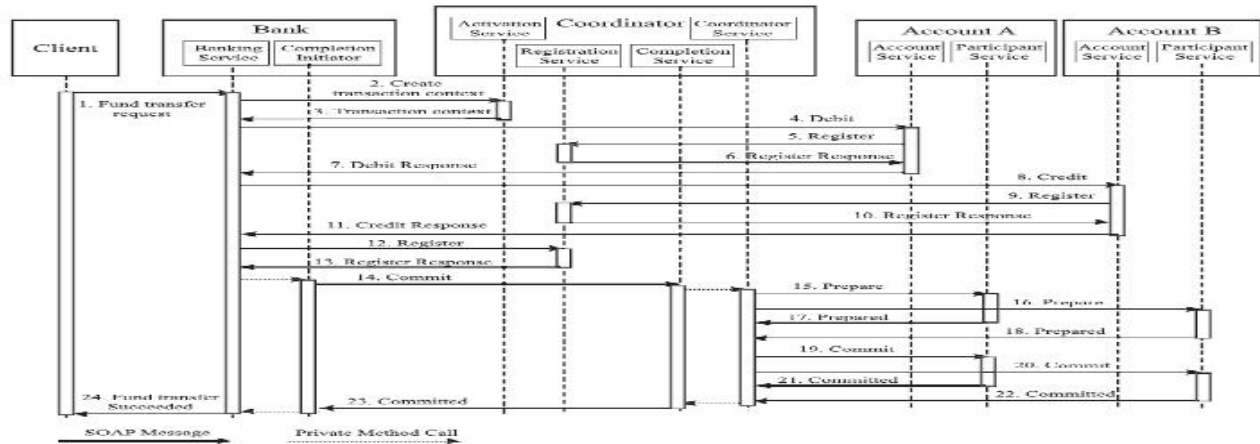 Client
Bank
Banking
Service
Completion
Initiator
Coordinator
Activation
Service
Coordinator
Service
Registration
Service
Completion
Service
Account A
Account
Service
Participant
Service
Account B
Account
Service
Participant
Service
1. Fund transfer
request
2. Create
transaction context
3. Transaction context
4. Debit
5. Register
6. Register Response
7. Debit Response
8. Credit
9. Register
10. Register Response
11. Credit Response
12. Register
13. Register Response
14. Commit
15. Prepare
16. Prepare
17. Prepared
18. Prepared
19. Commit
20. Commit
21. Committed
22. Committed
23. Committed
24. Fund transfer
Succeeded
SOAP Message
Private Method Call